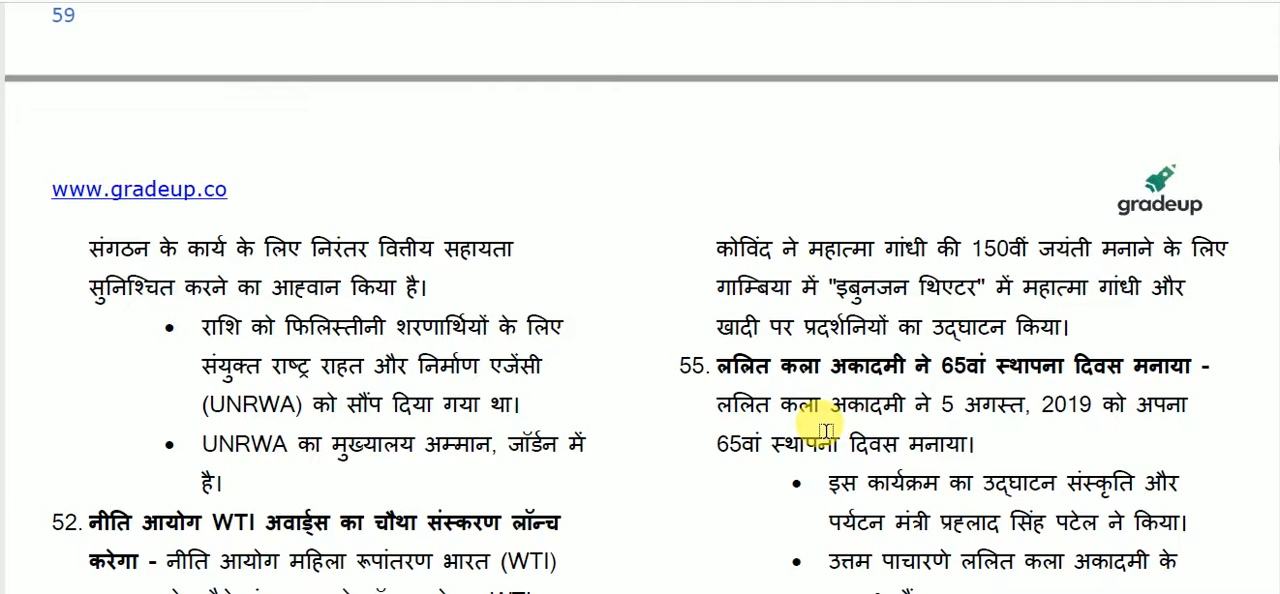 59
www.gradeup.co
gradeup
संगठन के कार्य के लिए निरंतर वित्तीय सहायता
सुनिश्चित करने का आह्वान किया है।
• राशि को फिलिस्तीनी शरणार्थियों के लिए
संयुक्त राष्ट्र राहत और निर्माण एजेंसी
(UNRWA) को सौंप दिया गया था।
• UNRWA का मुख्यालय अम्मान, जॉर्डन में
है।
52. नीति आयोग WTI अवार्ड्स का चौथा संस्करण लॉन्च
करेगा - नीति आयोग महिला रूपांतरण भारत (WTI)
कोविंद ने महात्मा गांधी की 150वीं जयंती मनाने के लिए
गाम्बिया में "इबुनजन थिएटर" में महात्मा गांधी और
खादी पर प्रदर्शनियों का उद्घाटन किया।
55. ललित कला अकादमी ने 65वां स्थापना दिवस मनाया -
ललित कला अकादमी ने 5 अगस्त, 2019 को अपना
65वां स्थापना दिवस मनाया।
• इस कार्यक्रम का उद्घाटन संस्कृति और
पर्यटन मंत्री प्रह्लाद सिंह पटेल ने किया।
• उत्तम पाचारणे ललित कला अकादमी के